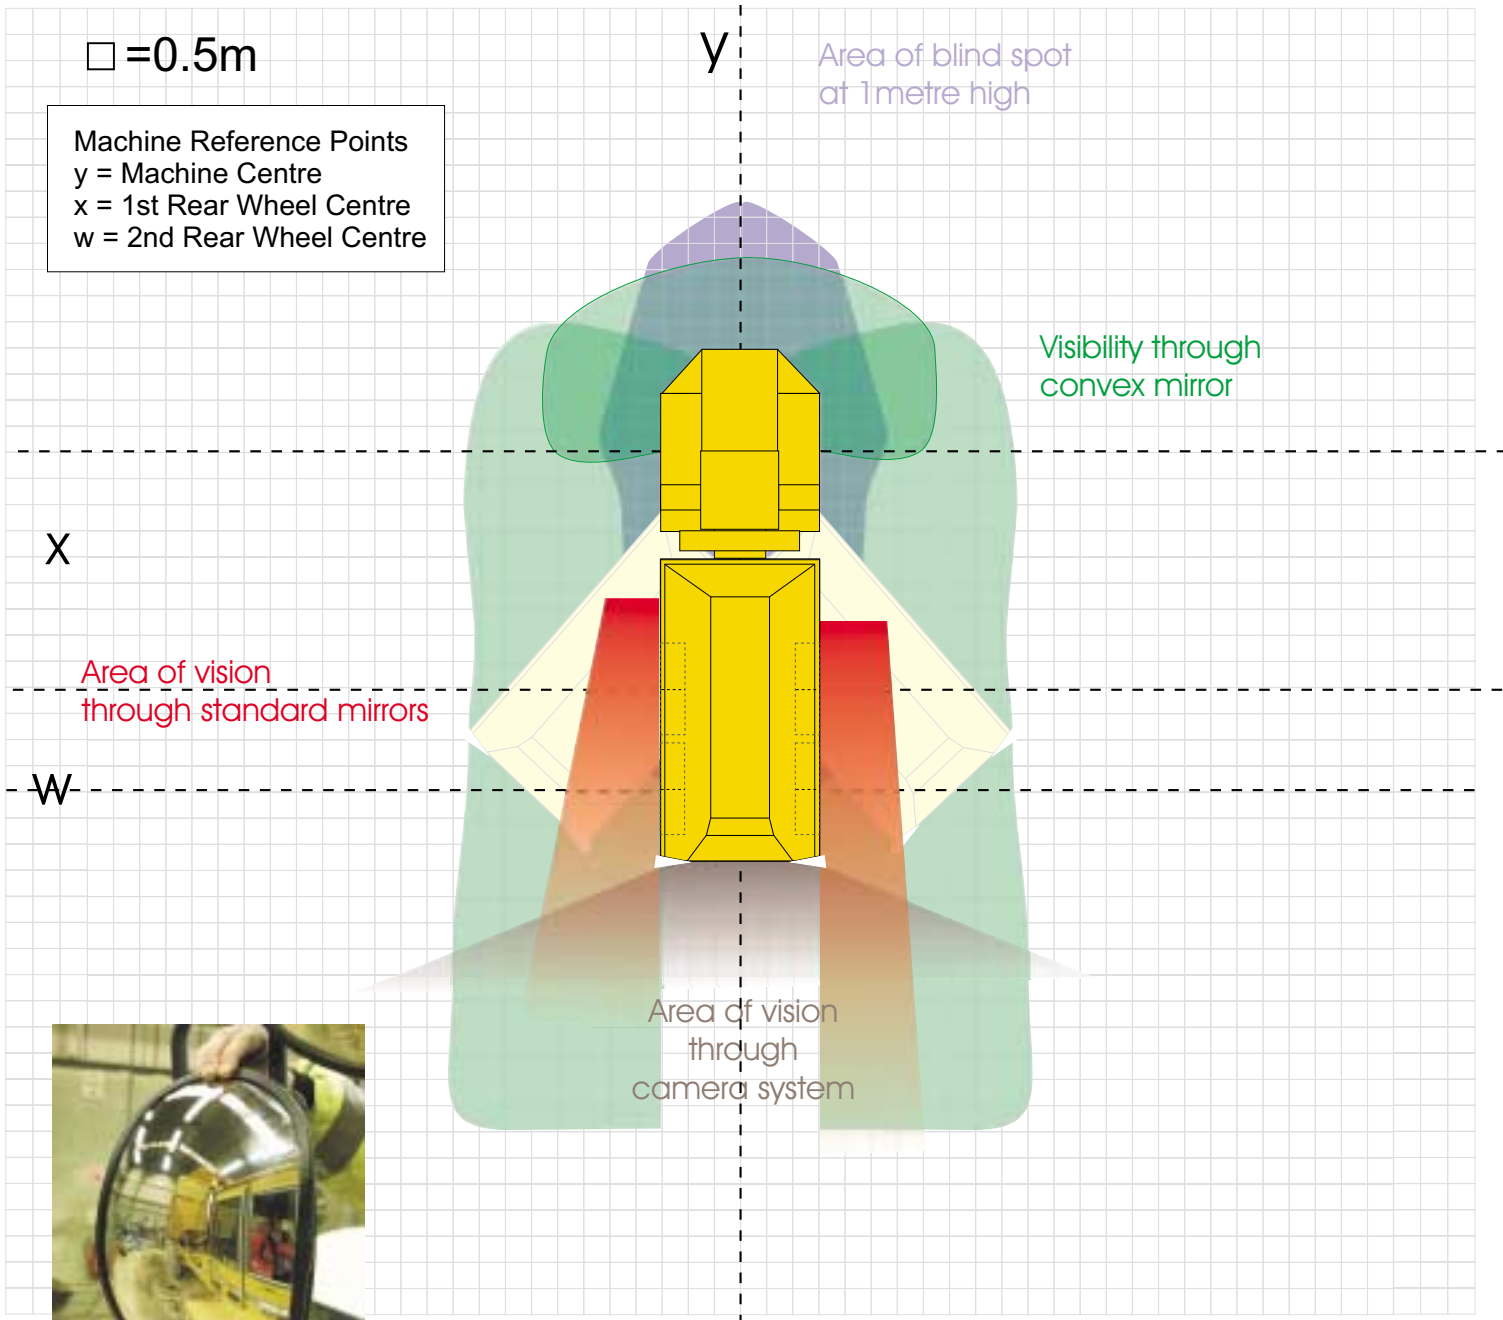 □ =0.5m
y
Area of blind spot
at 1metre high
Machine Reference Points
y = Machine Centre
x = 1st Rear Wheel Centre
w = 2nd Rear Wheel Centre
Visibility through
convex mirror
x
Area of vision
through standard mirrors
w
Area of vision
through
camera system